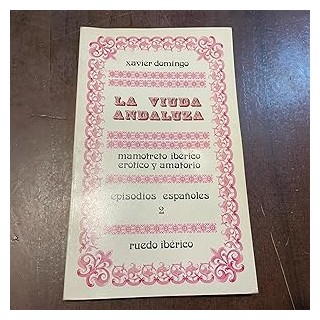 xavier domingo
LA VIUDA
ANDALUZA
mamotreto ibérico
erótico y amatorio
episodios españoles
2
ruedo ibérico